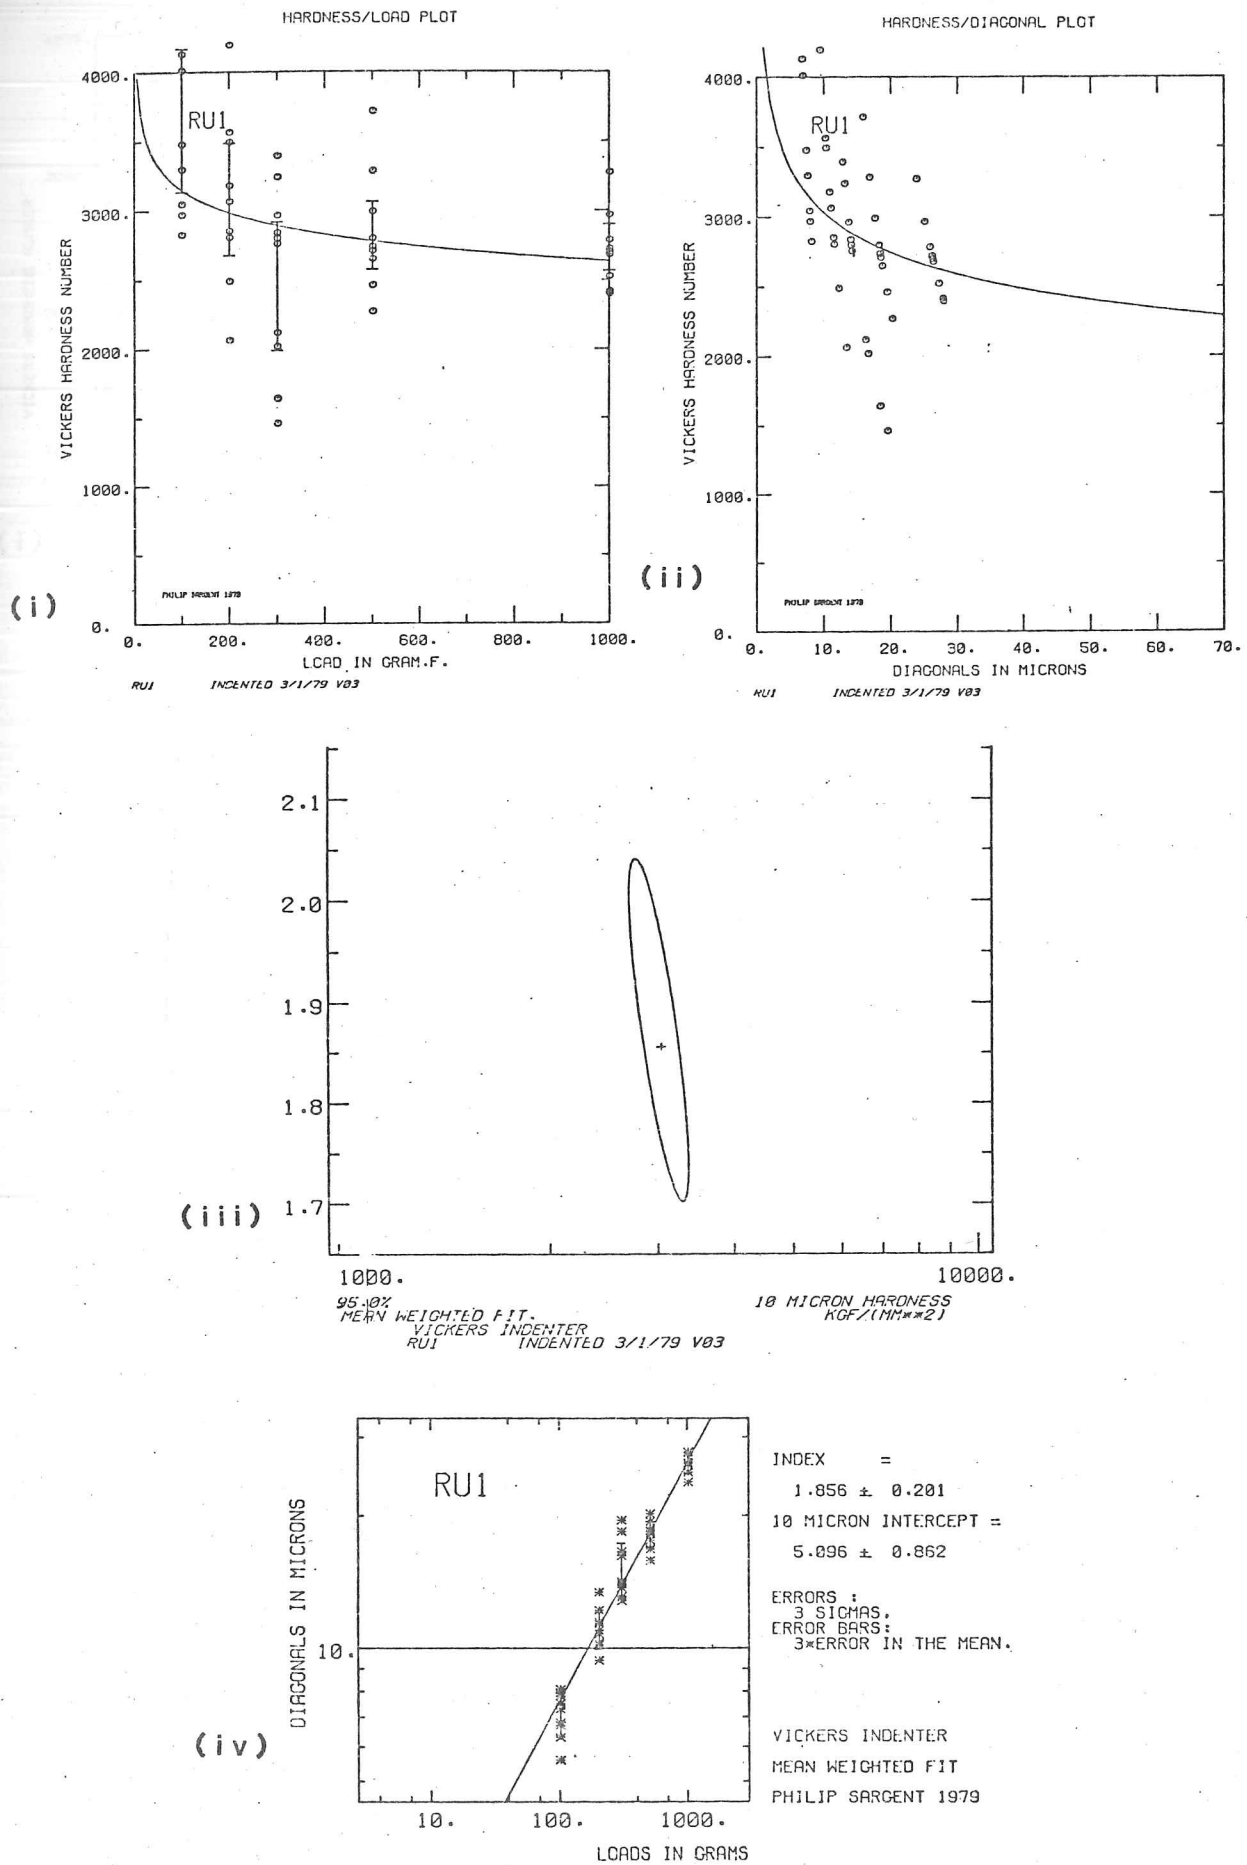 HARDNESS/LOAD PLOT
4000.
3000.
2000.
1000.
0.
VICKERS HARDNESS NUMBER
RU1
PHILIP SARGENT 1979
0. 200. 400. 600. 800. 1000.
LOAD IN GRAM.F.
RU1 INDENTED 3/1/79 V03
(i)
HARDNESS/DIAGONAL PLOT
4000.
3000.
2000.
1000.
0.
VICKERS HARDNESS NUMBER
RU1
PHILIP SARGENT 1979
0. 10. 20. 30. 40. 50. 60. 70.
DIAGONALS IN MICRONS
RU1 INDENTED 3/1/79 V03
(ii)
2.1
2.0
1.9
1.8
1.7
(iii)
1000. 10000.
95.0%
MEAN WEIGHTED FIT.
VICKERS INDENTER
RU1 INDENTED 3/1/79 V03
10 MICRON HARDNESS
KGF/(MM**2)
RU1
DIAGONALS IN MICRONS
10.
(iv)
10. 100. 1000.
LOADS IN GRAMS
INDEX =
1.856 ± 0.201
10 MICRON INTERCEPT =
5.096 ± 0.862
ERRORS :
3 SIGMAS.
ERROR BARS:
3*ERROR IN THE MEAN.
VICKERS INDENTER
MEAN WEIGHTED FIT
PHILIP SARGENT 1979